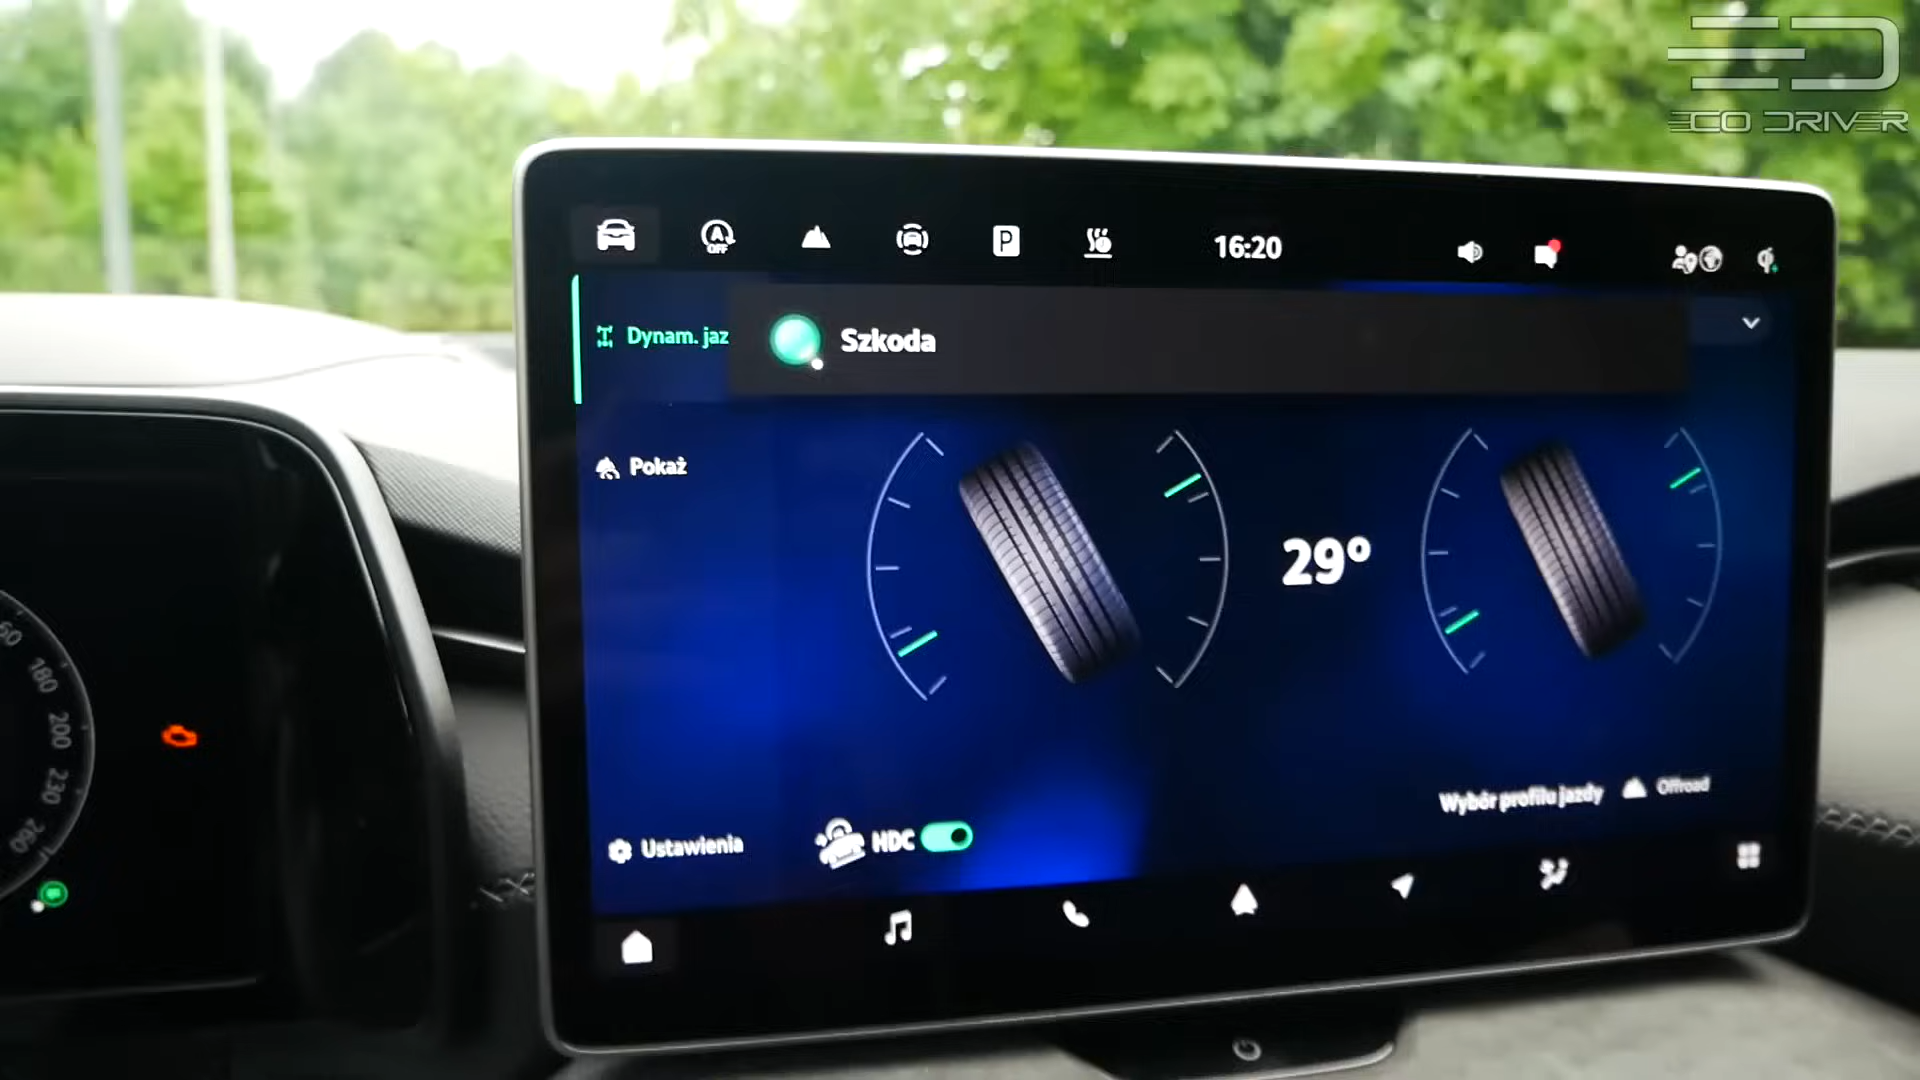 ECO DRIVER
A
OFF
P
16:20
Dynam. jaz
Szkoda
Pokaż
29°
Wybór profilu jazdy
Offroad
Ustawienia
HDC
180
200
230
260